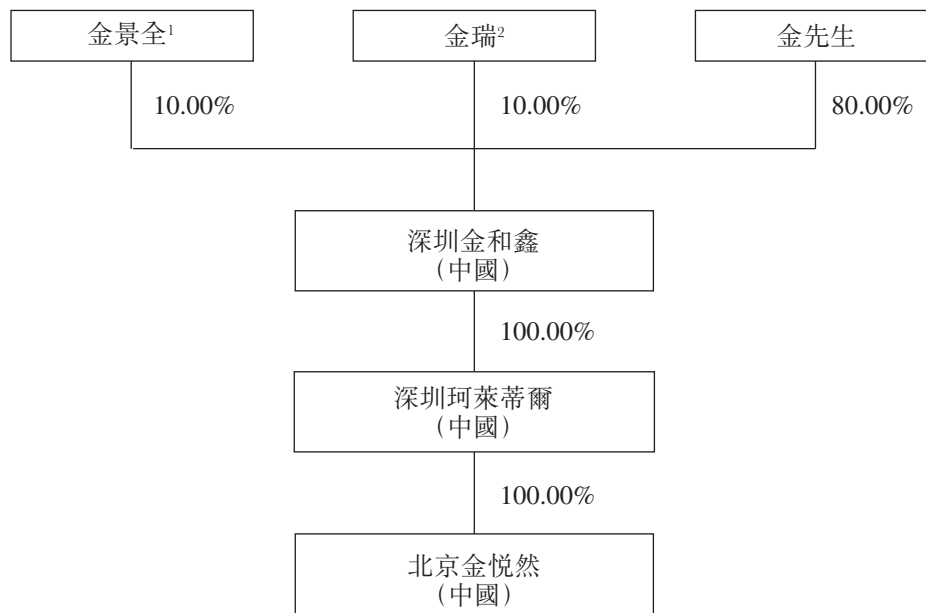 金景全¹
金瑞²
金先生
10.00%
10.00%
80.00%
深圳金和鑫
（中國）
100.00%
深圳珂萊蒂爾
（中國）
100.00%
北京金悦然
（中國）